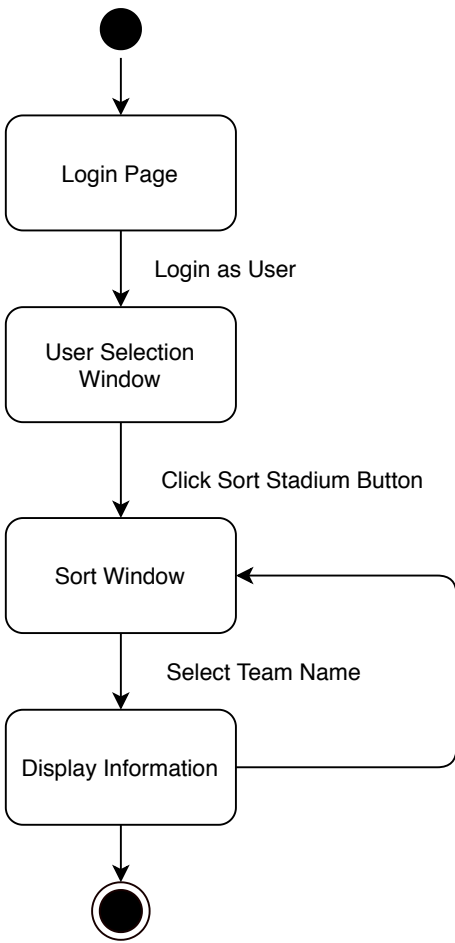 Login Page
Login as User
User Selection
Window
Click Sort Stadium Button
Sort Window
Select Team Name
Display Information